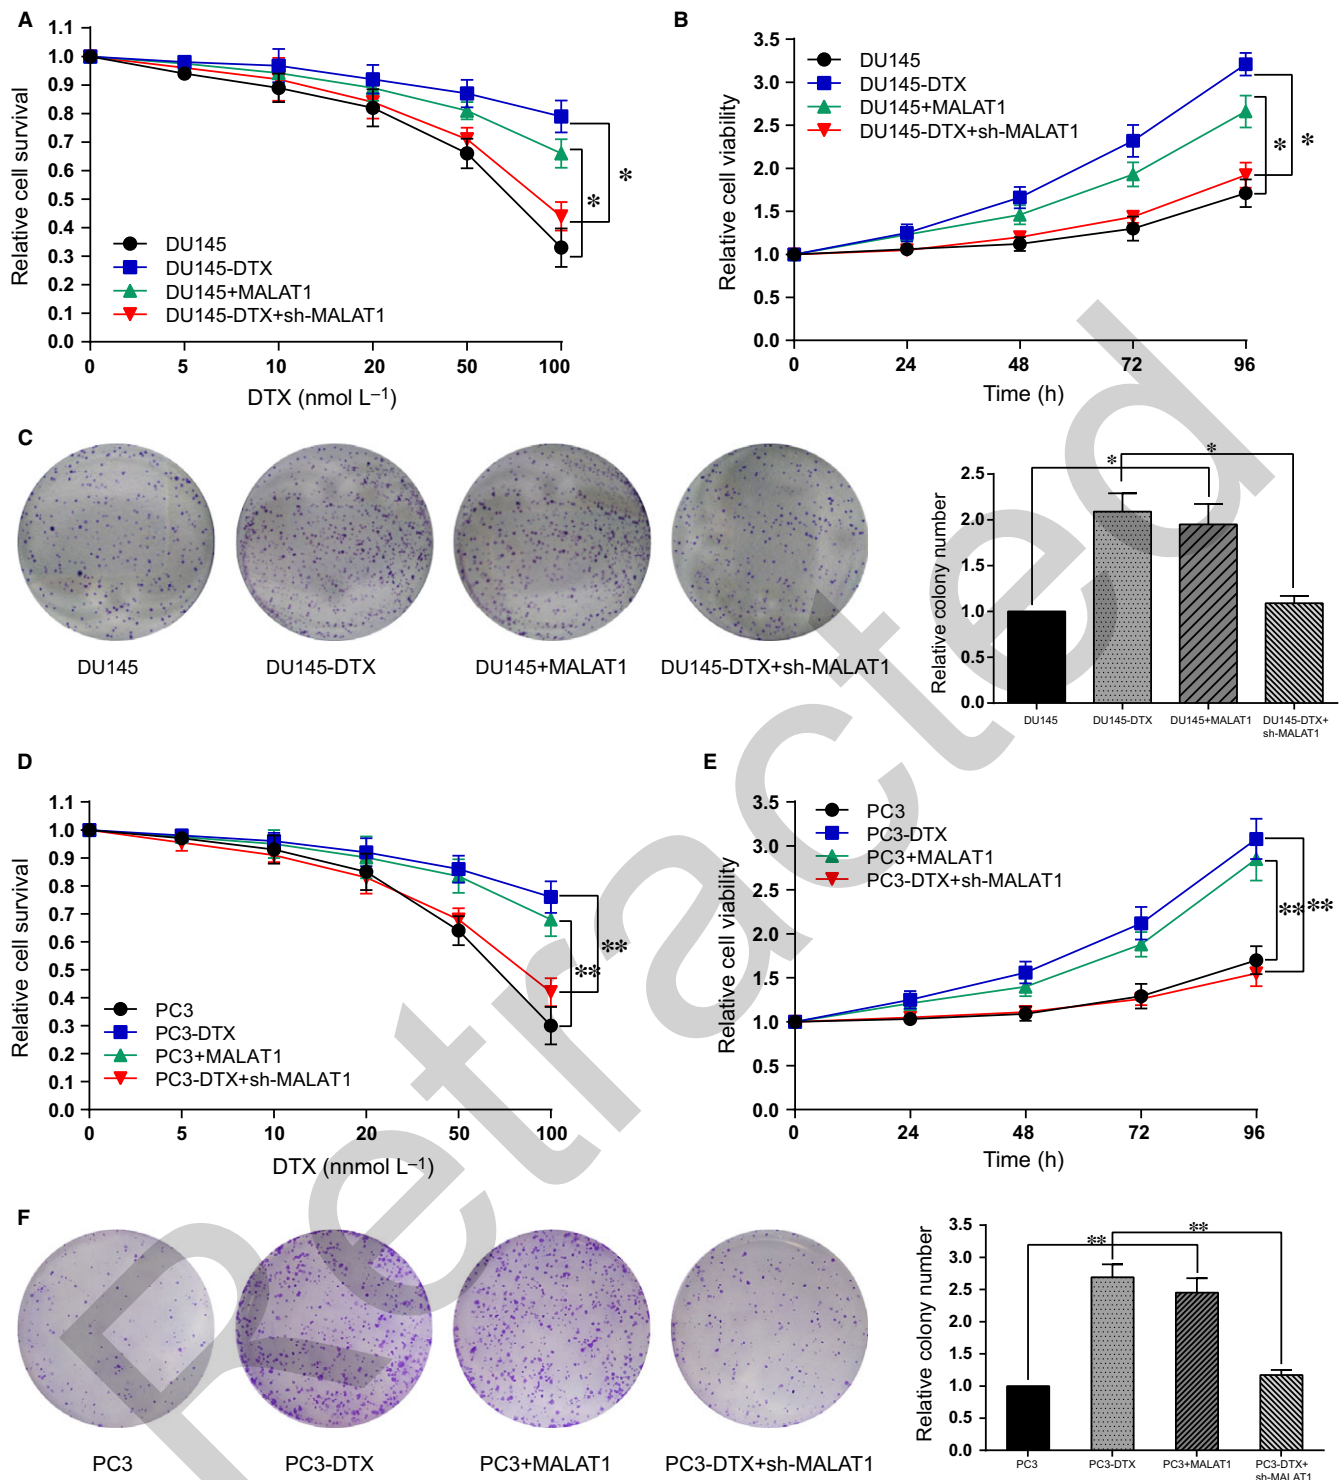 A
1.1
1.0
0.9
0.8
0.7
0.6
0.5
0.4
0.3
0.2
0.1
0.0
Relative cell survival
DU145
DU145-DTX
DU145+MALAT1
DU145-DTX+sh-MALAT1
*
*
0 5 10 20 50 100
DTX (nmol L–1)
B
3.5
3.0
2.5
2.0
1.5
1.0
0.5
0.0
Relative cell viability
DU145
DU145-DTX
DU145+MALAT1
DU145-DTX+sh-MALAT1
* *
0 24 48 72 96
Time (h)
C
DU145 DU145-DTX DU145+MALAT1 DU145-DTX+sh-MALAT1
2.5
2.0
1.5
1.0
0.5
0.0
Relative colony number
*
*
DU145 DU145-DTX DU145+MALAT1 DU145-DTX+
sh-MALAT1
D
1.1
1.0
0.9
0.8
0.7
0.6
0.5
0.4
0.3
0.2
0.1
0.0
Relative cell survival
PC3
PC3-DTX
PC3+MALAT1
PC3-DTX+sh-MALAT1
**
**
0 5 10 20 50 100
DTX (nnmol L–1)
E
3.5
3.0
2.5
2.0
1.5
1.0
0.5
0.0
Relative cell viability
PC3
PC3-DTX
PC3+MALAT1
PC3-DTX+sh-MALAT1
** **
0 24 48 72 96
Time (h)
F
PC3 PC3-DTX PC3+MALAT1 PC3-DTX+sh-MALAT1
3.5
3.0
2.5
2.0
1.5
1.0
0.5
0.0
Relative colony number
**
**
PC3 PC3-DTX PC3+MALAT1 PC3-DTX+
sh-MALAT1
Retracted